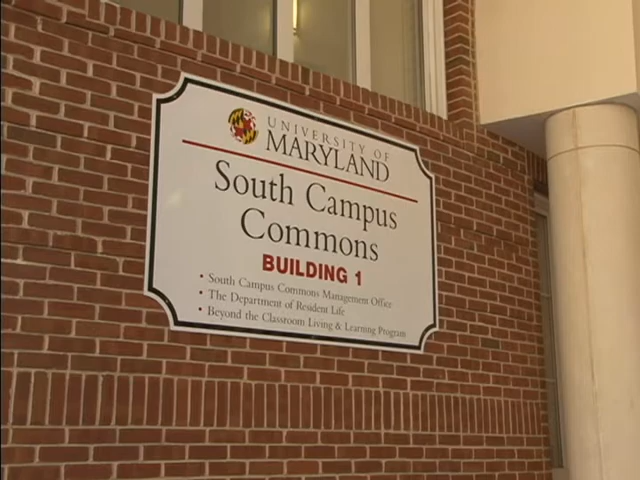 UNIVERSITY OF
MARYLAND
South Campus
Commons
BUILDING 1
• South Campus Commons Management Office
• The Department of Resident Life
• Beyond the Classroom Living & Learning Program